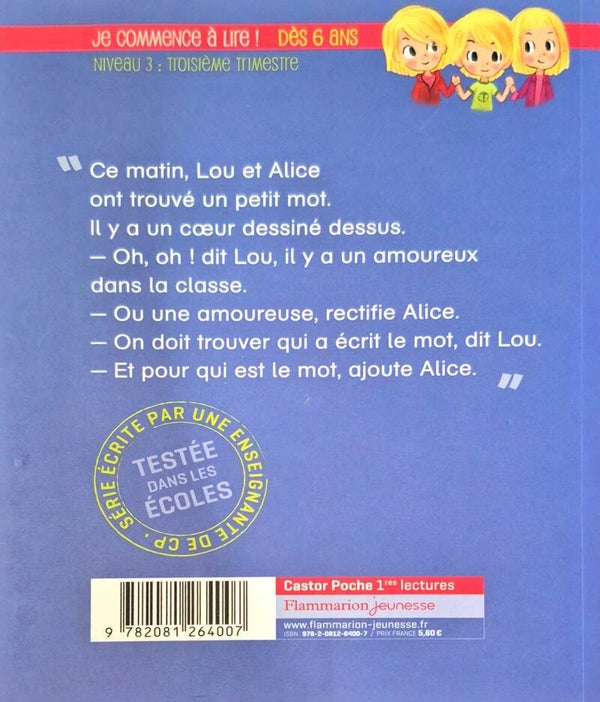 JE COMMENCE À LIRE ! DÈS 6 ANS
NIVEAU 3 : TROISIÈME TRIMESTRE
" Ce matin, Lou et Alice
ont trouvé un petit mot.
Il y a un cœur dessiné dessus.
– Oh, oh ! dit Lou, il y a un amoureux
dans la classe.
– Ou une amoureuse, rectifie Alice.
– On doit trouver qui a écrit le mot, dit Lou.
– Et pour qui est le mot, ajoute Alice. "
SÉRIE ÉCRITE PAR UNE ENSEIGNANTE DE CP •
TESTÉE
DANS LES
ÉCOLES
Castor Poche 1res lectures
Flammarion jeunesse
www.flammarion-jeunesse.fr
ISBN : 978-2-0812-6400-7 / PRIX FRANCE 5,60 €
9 782081 264007